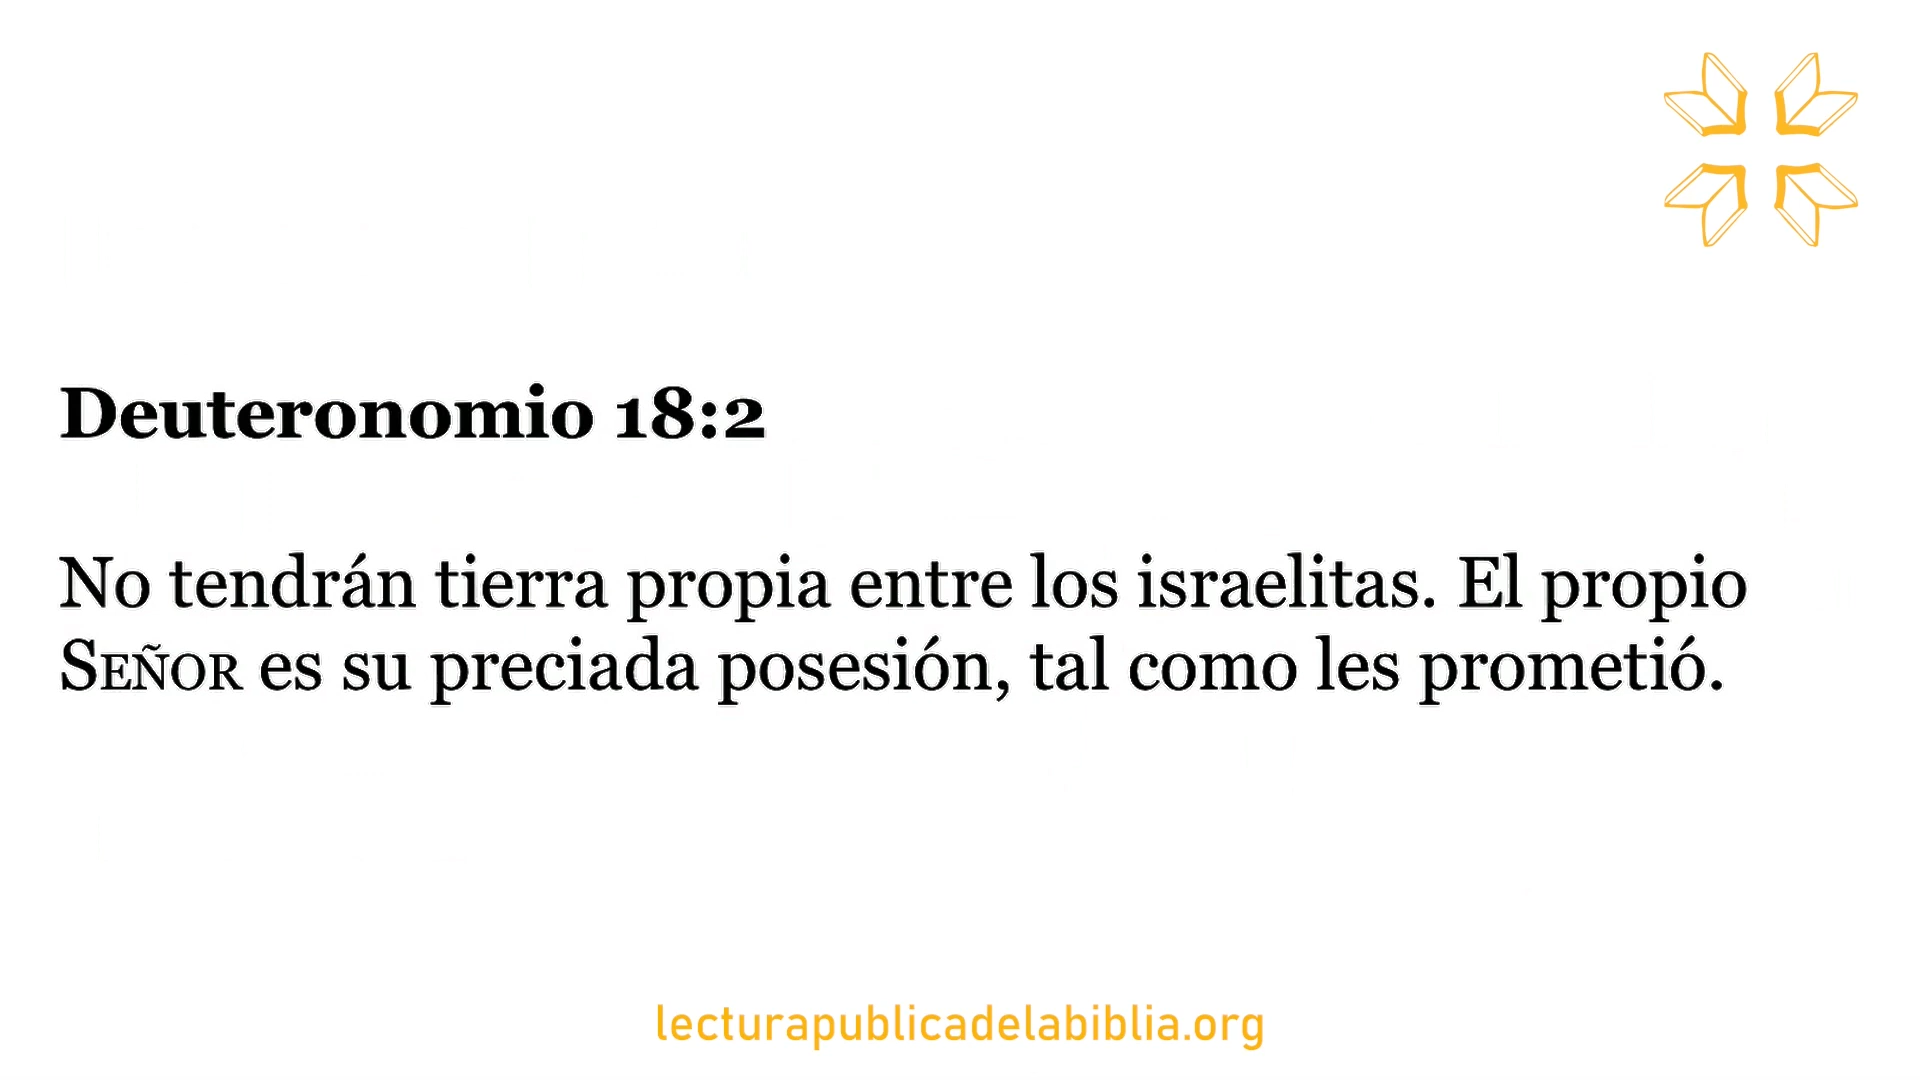 Deuteronomio 18:2
No tendrán tierra propia entre los israelitas. El propio
SEÑOR es su preciada posesión, tal como les prometió.
lecturapublicadelabiblia.org